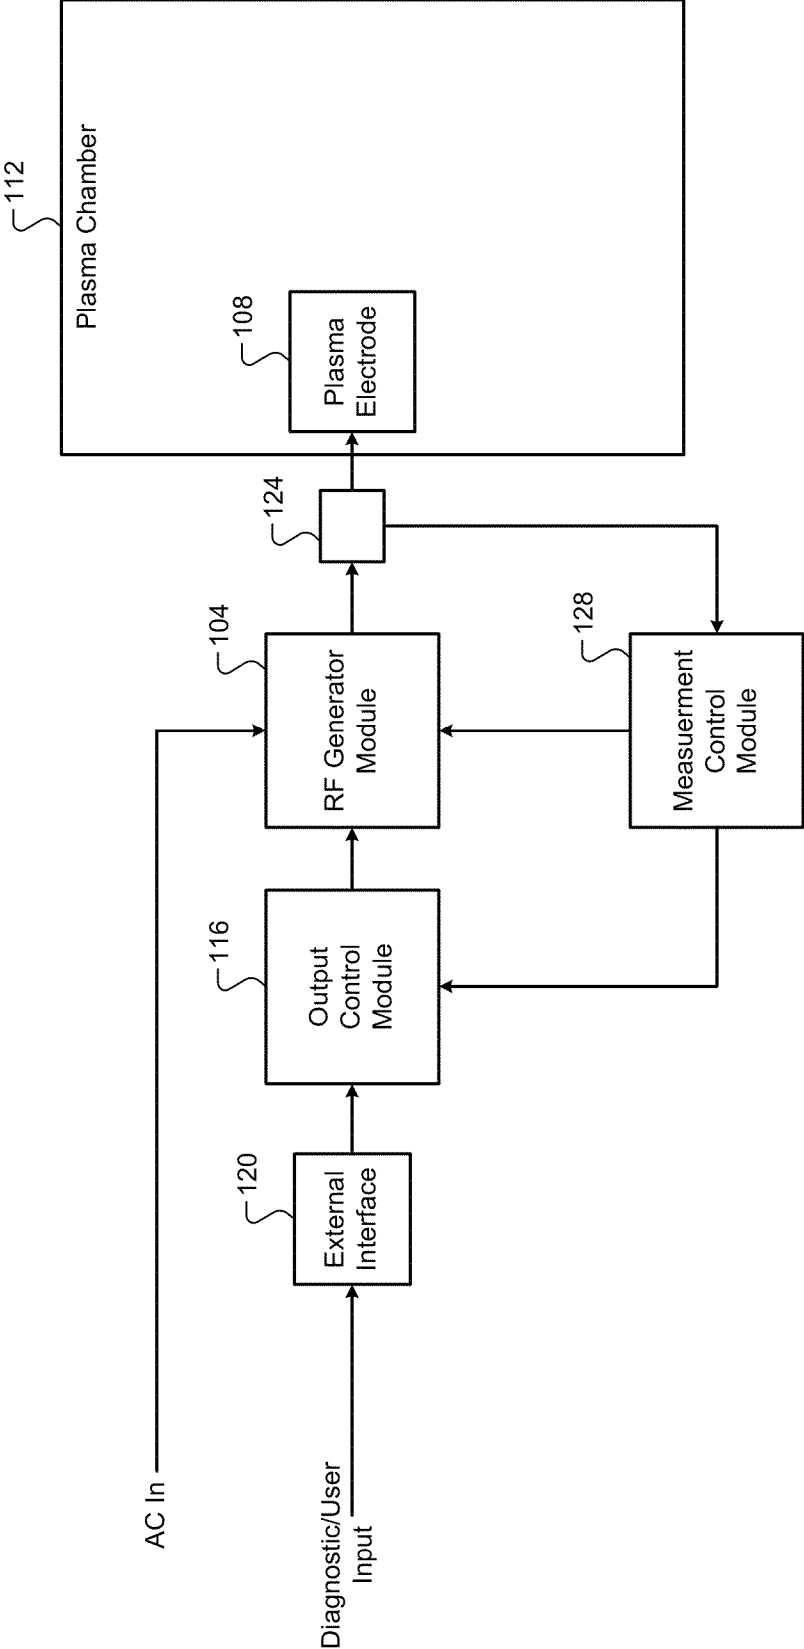 112
Plasma Chamber
108
Plasma
Electrode
124
104
RF Generator
Module
128
Measuerment
Control
Module
116
Output
Control
Module
120
External
Interface
AC In
Diagnostic/User
Input